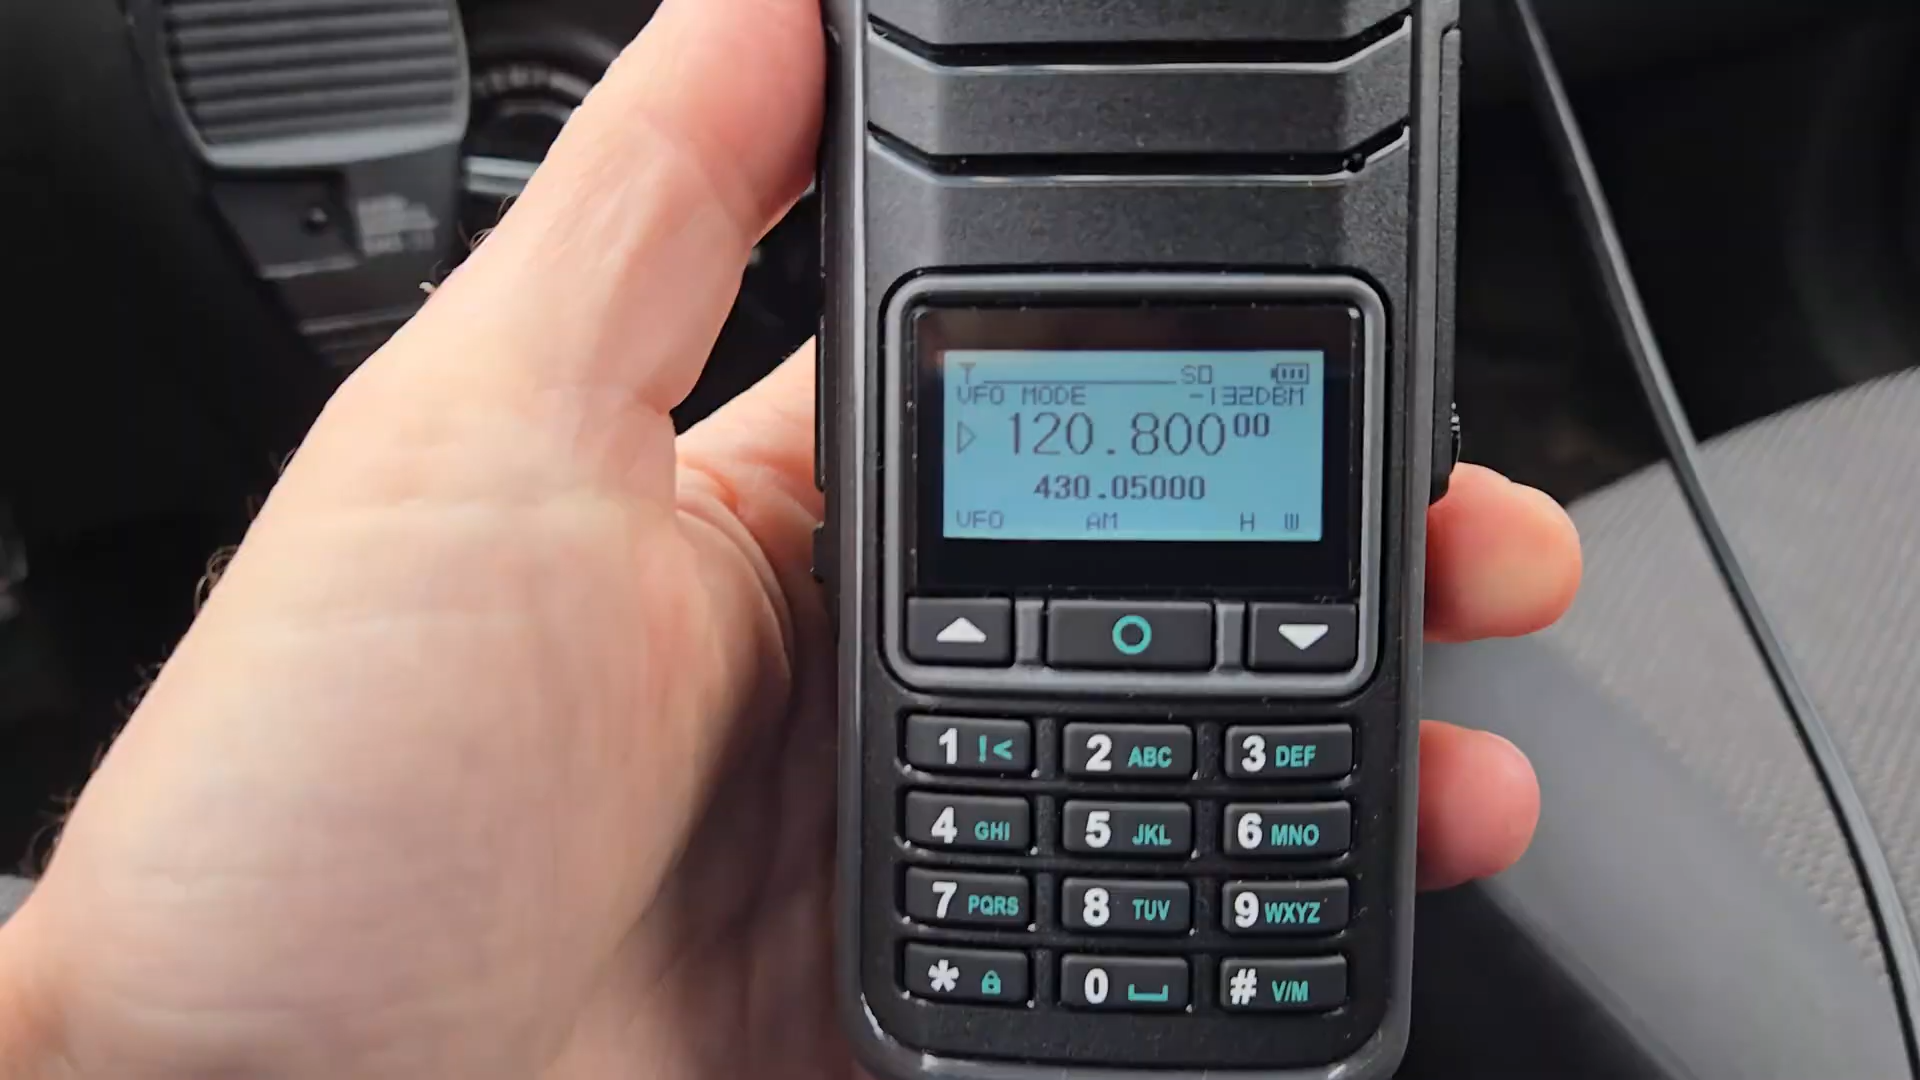 S0
VFO MODE -132DBM
120.80000
430.05000
VFO AM H W
1 !<
2 ABC
3 DEF
4 GHI
5 JKL
6 MNO
7 PQRS
8 TUV
9 WXYZ
*
0
# V/M